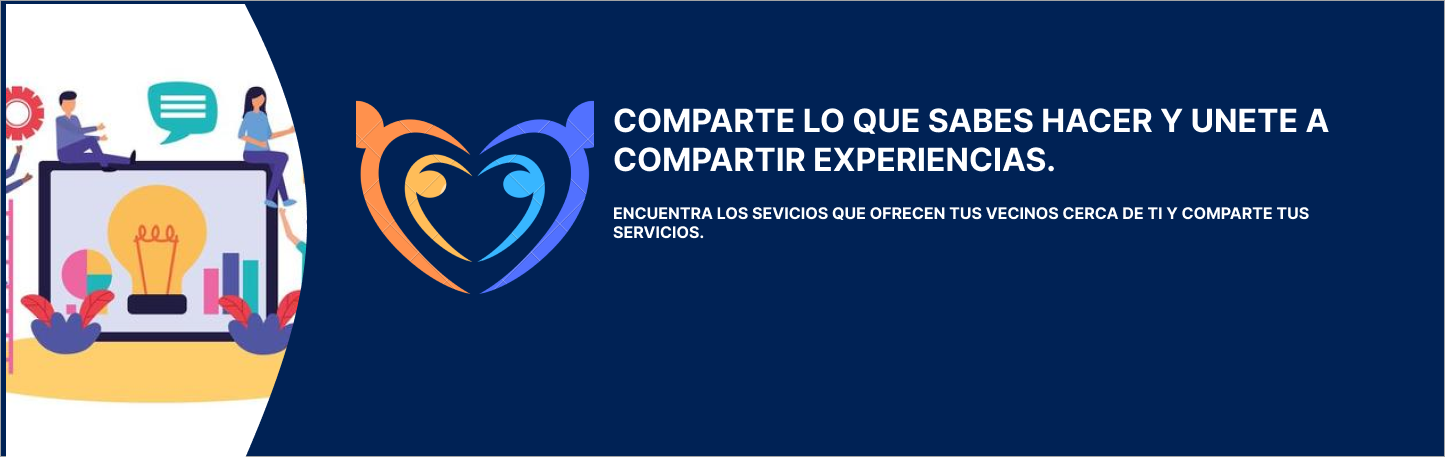 COMPARTE LO QUE SABES HACER Y UNETE A
COMPARTIR EXPERIENCIAS.
ENCUENTRA LOS SEVICIOS QUE OFRECEN TUS VECINOS CERCA DE TI Y COMPARTE TUS
SERVICIOS.